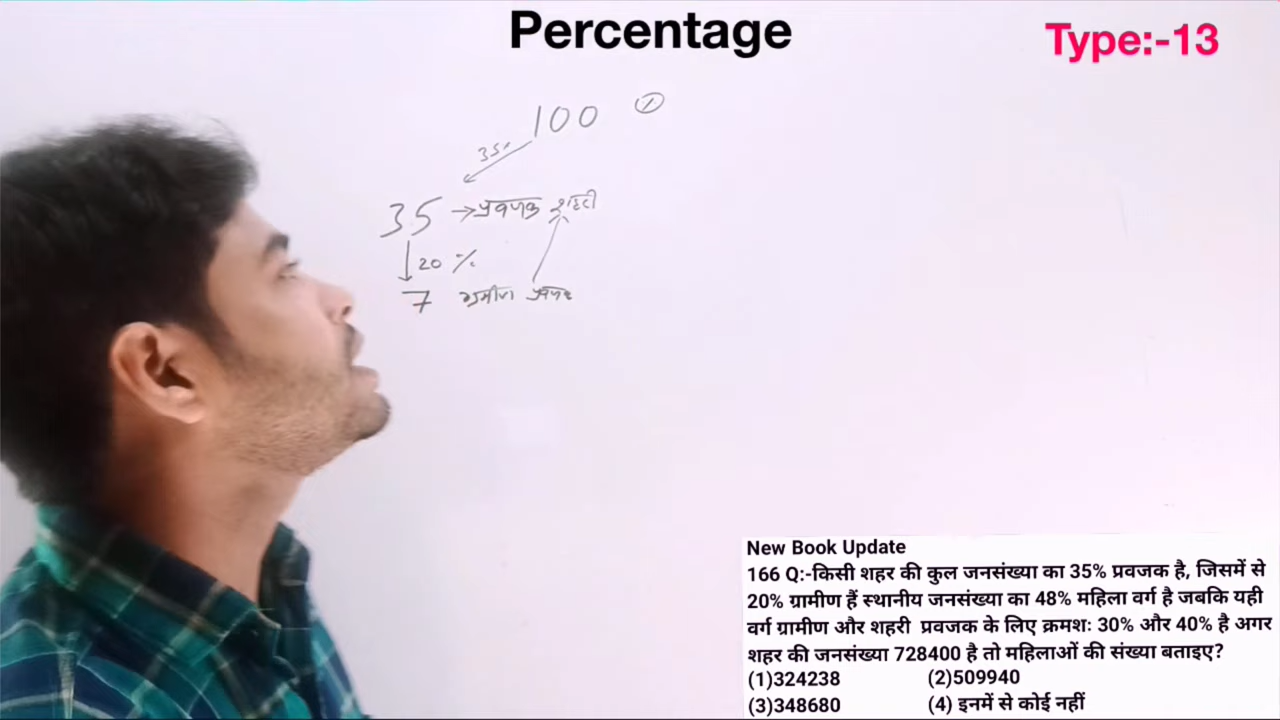 Percentage
Type:-13
100
35%
35 → प्रवजक शहरी
20 %
7 ग्रामीण प्रवजक
New Book Update
166 Q:-किसी शहर की कुल जनसंख्या का 35% प्रवजक है, जिसमें से
20% ग्रामीण हैं स्थानीय जनसंख्या का 48% महिला वर्ग है जबकि यही
वर्ग ग्रामीण और शहरी प्रवजक के लिए क्रमशः 30% और 40% है अगर
शहर की जनसंख्या 728400 है तो महिलाओं की संख्या बताइए?
(1)324238 (2)509940
(3)348680 (4) इनमें से कोई नहीं